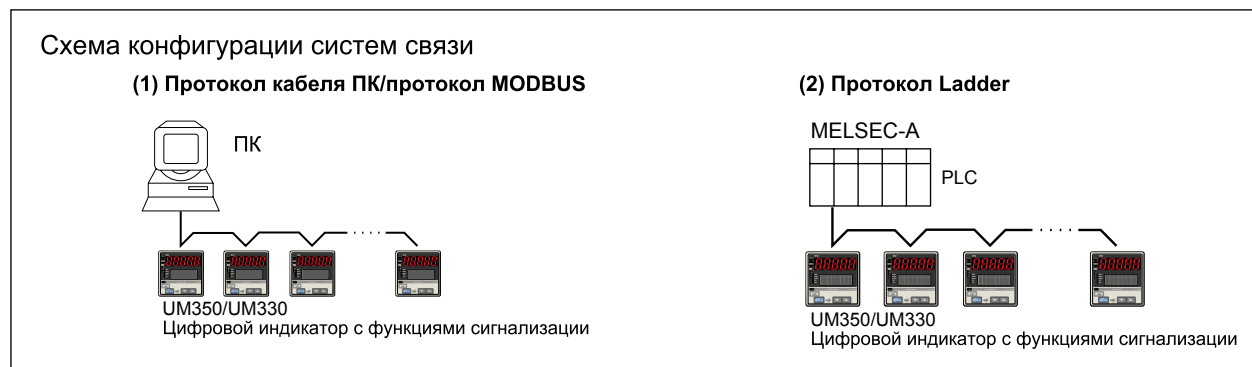 Схема конфигурации систем связи
(1) Протокол кабеля ПК/протокол MODBUS
ПК
UM350/UM330
Цифровой индикатор с функциями сигнализации
(2) Протокол Ladder
MELSEC-A
PLC
UM350/UM330
Цифровой индикатор с функциями сигнализации